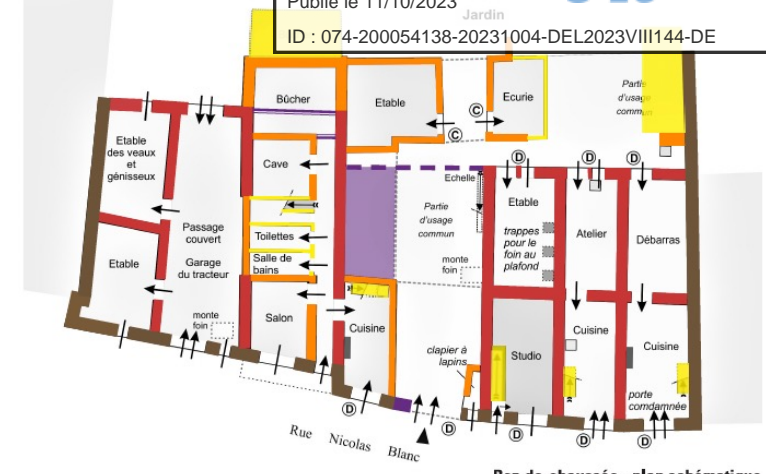 Publié le 11/10/2023
Jardin
ID : 074-200054138-20231004-DEL2023VIII144-DE
Bûcher
Etable
Ecurie
Partie
d'usage
commun
C
C
Etable
des veaux
et
génisseux
Cave
Echelle
D
D
D
Etable
Partie
d'usage
commun
Passage
couvert
Toilettes
trappes
pour le
foin au
plafond
Atelier
Débarras
Garage
du tracteur
Salle de
bains
Etable
monte
foin
monte
foin
Salon
Cuisine
Cuisine
Cuisine
clapier à
lapins
Studio
porte
comdamnée
D
D
D
D
D
Rue Nicolas Blanc